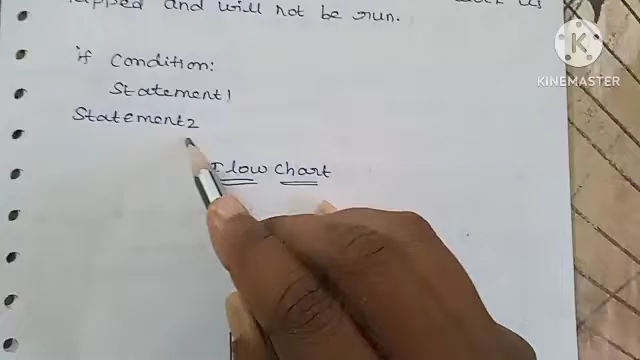 and will not be run.
if Condition:
Statement1
Statement2
Flow Chart
KINEMASTER